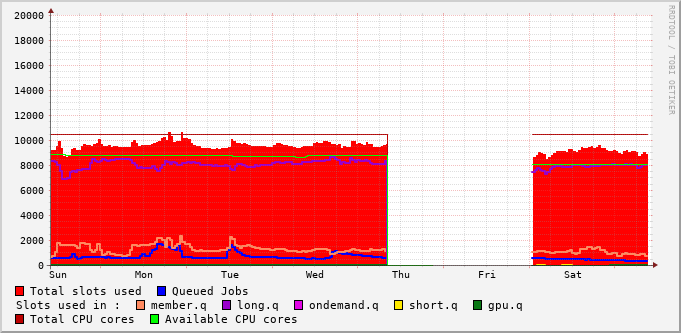 RRDTOOL / TOBI OETIKER
20000
18000
16000
14000
12000
10000
8000
6000
4000
2000
0
Sun Mon Tue Wed Thu Fri Sat
Total slots used Queued Jobs
Slots used in : member.q long.q ondemand.q short.q gpu.q
Total CPU cores Available CPU cores